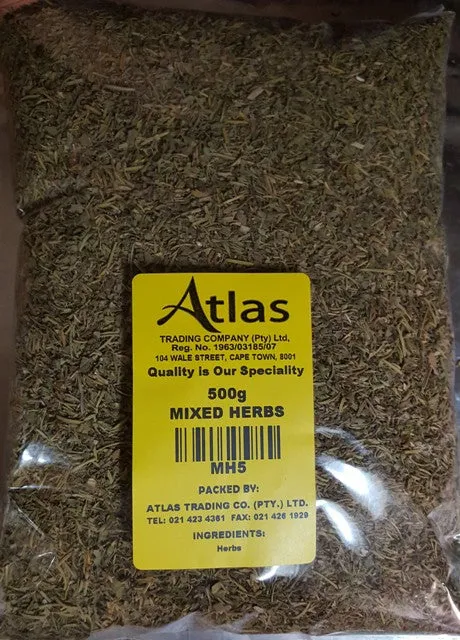 Atlas
TRADING COMPANY (Pty) Ltd,
Reg. No. 1963/03185/07
104 WALE STREET, CAPE TOWN, 8001
Quality is Our Speciality
500g
MIXED HERBS
MH5
PACKED BY:
ATLAS TRADING CO. (PTY.) LTD.
TEL: 021 423 4361 FAX: 021 426 1929
INGREDIENTS:
Herbs